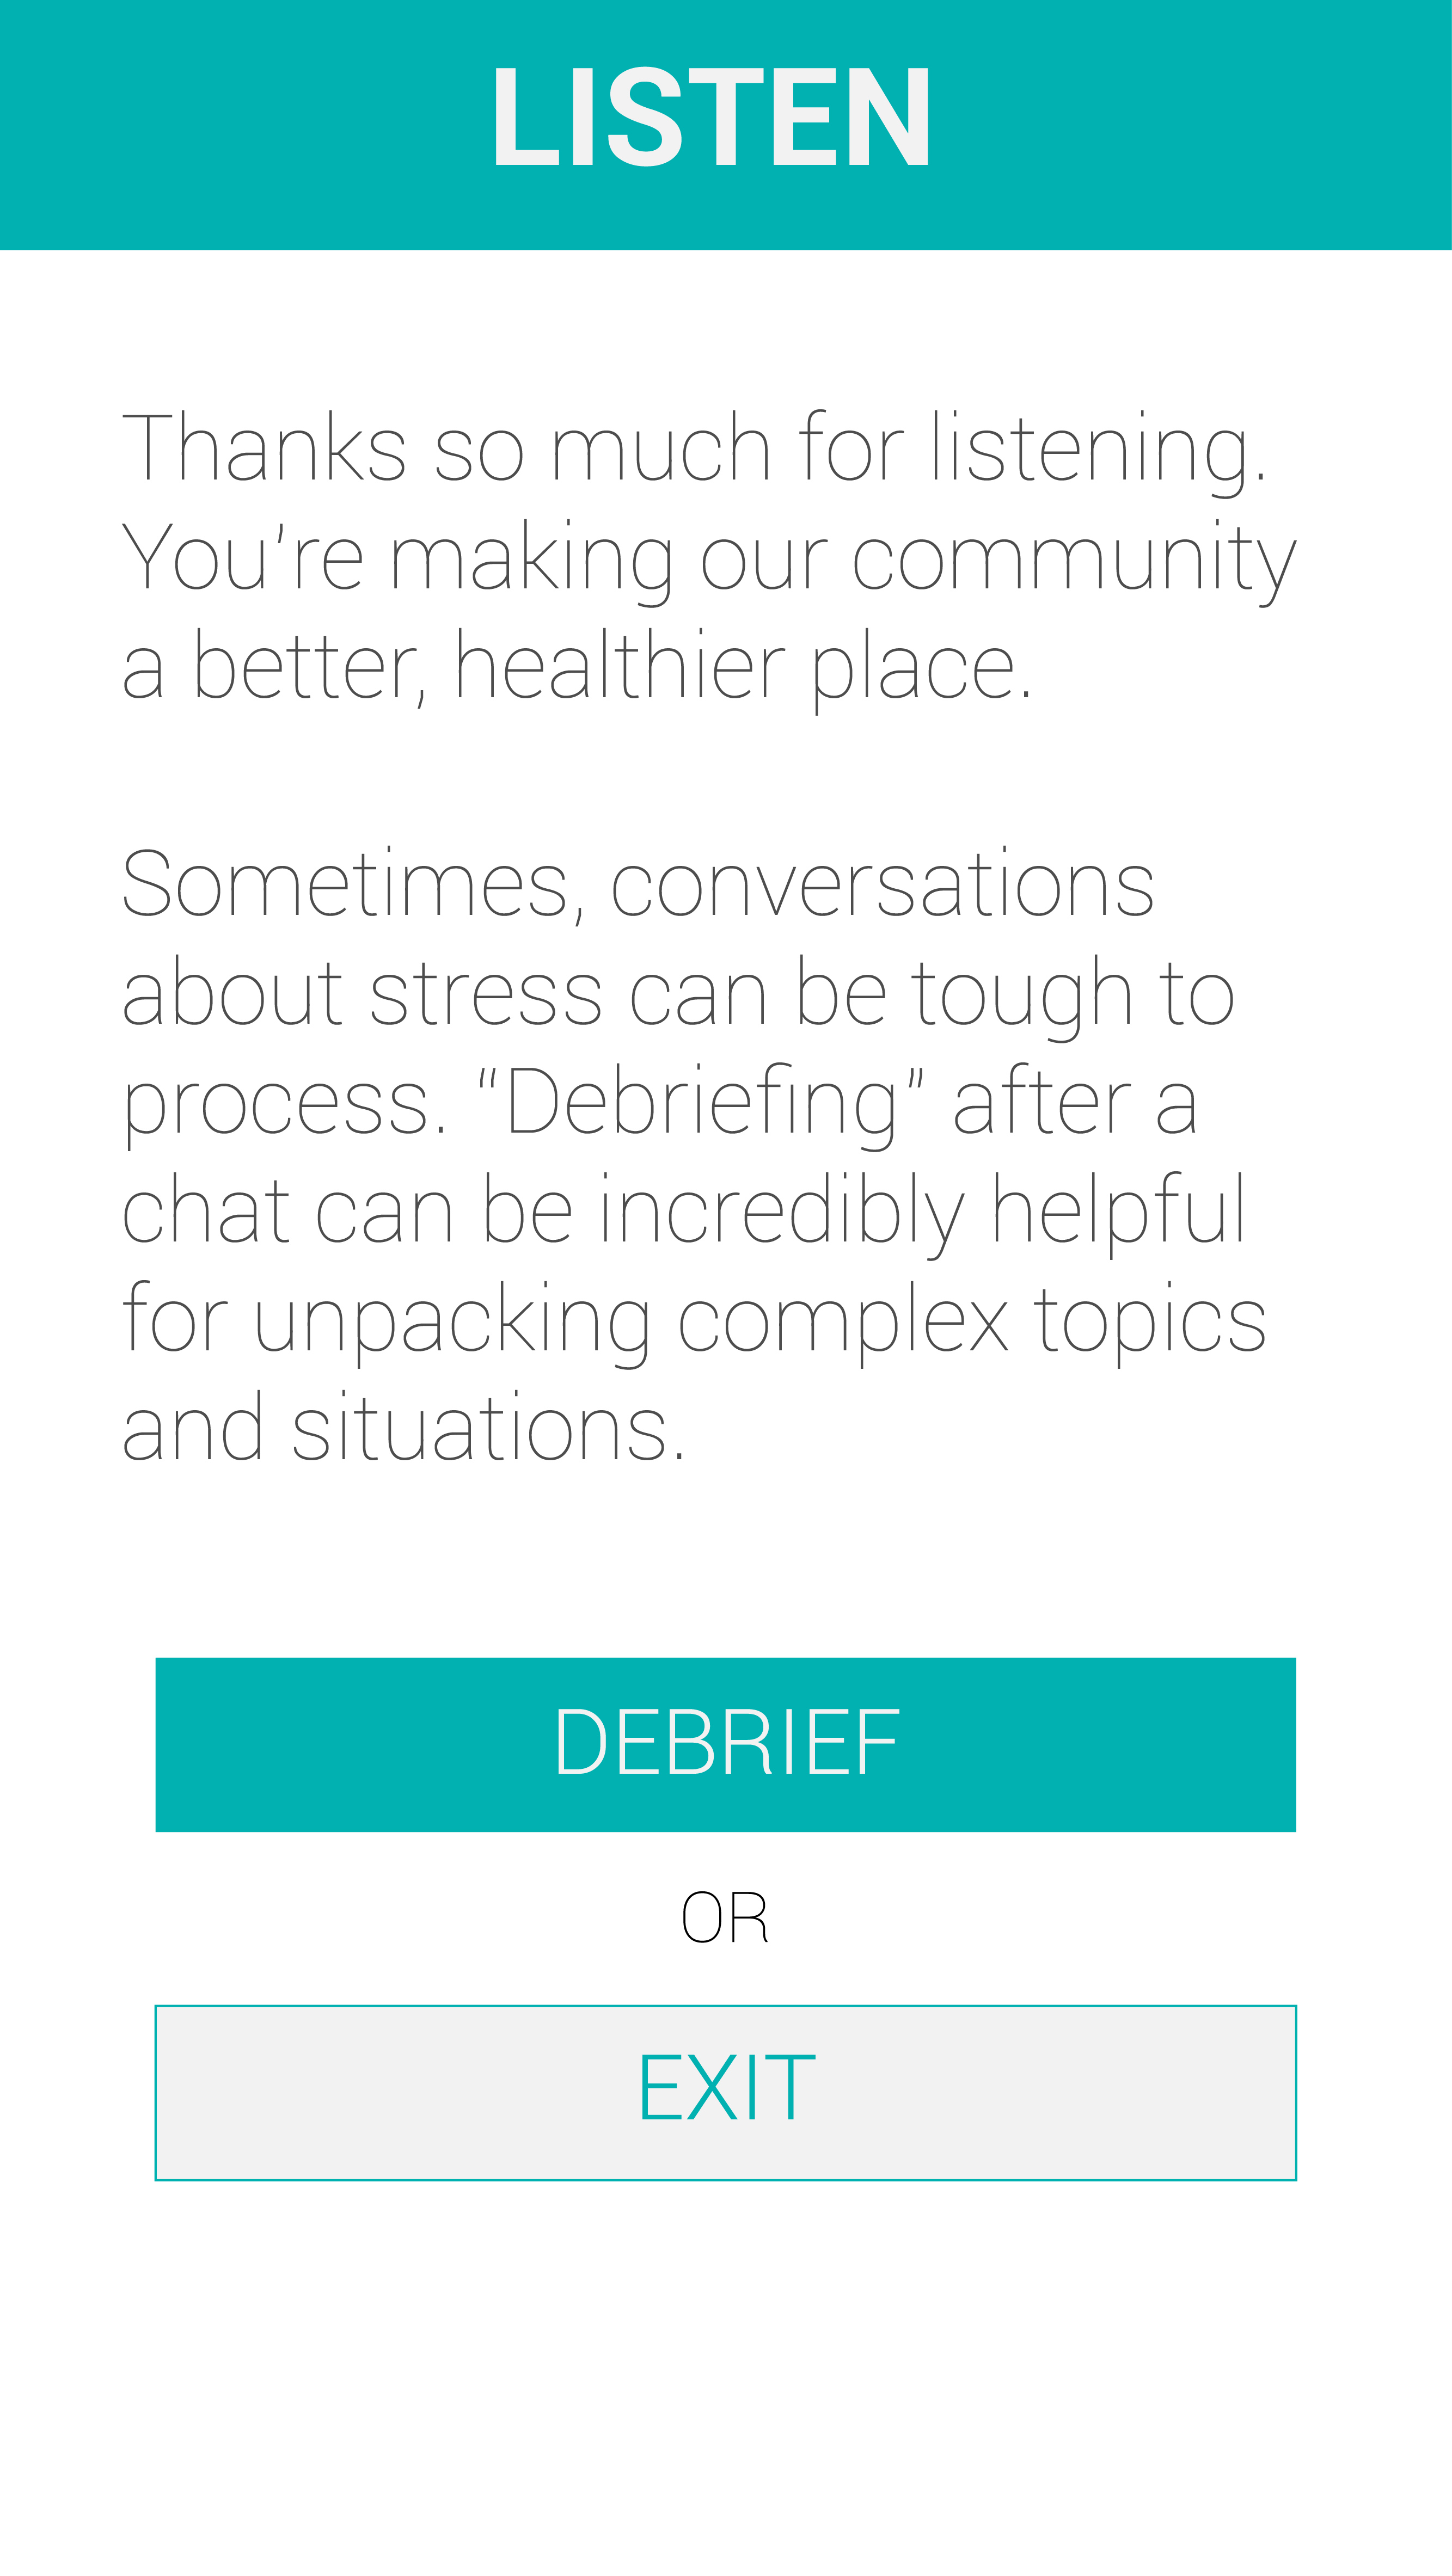 LISTEN
Thanks so much for listening.
You’re making our community
a better, healthier place.
Sometimes, conversations
about stress can be tough to
process. “Debriefing” after a
chat can be incredibly helpful
for unpacking complex topics
and situations.
DEBRIEF
OR
EXIT